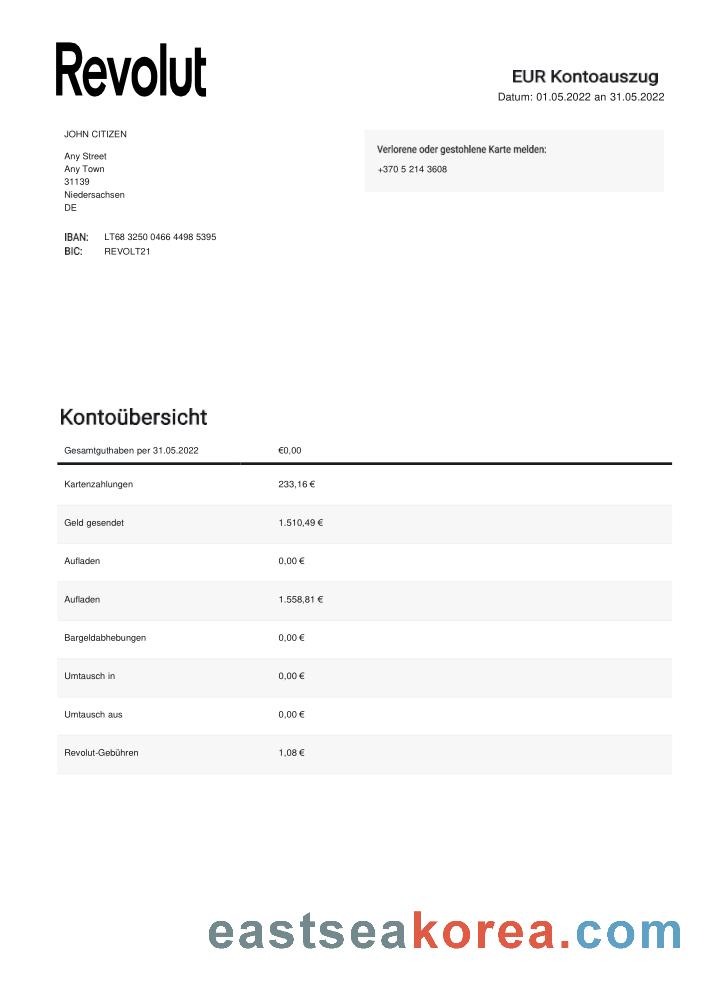 Revolut
EUR Kontoauszug
Datum: 01.05.2022 an 31.05.2022
JOHN CITIZEN
Any Street
Any Town
31139
Niedersachsen
DE
Verlorene oder gestohlene Karte melden:
+370 5 214 3608
IBAN: LT68 3250 0466 4498 5395
BIC: REVOLT21
Kontoübersicht
Gesamtguthaben per 31.05.2022 €0,00
Kartenzahlungen 233,16 €
Geld gesendet 1.510,49 €
Aufladen 0,00 €
Aufladen 1.558,81 €
Bargeldabhebungen 0,00 €
Umtausch in 0,00 €
Umtausch aus 0,00 €
Revolut-Gebühren 1,08 €
eastseakorea.com